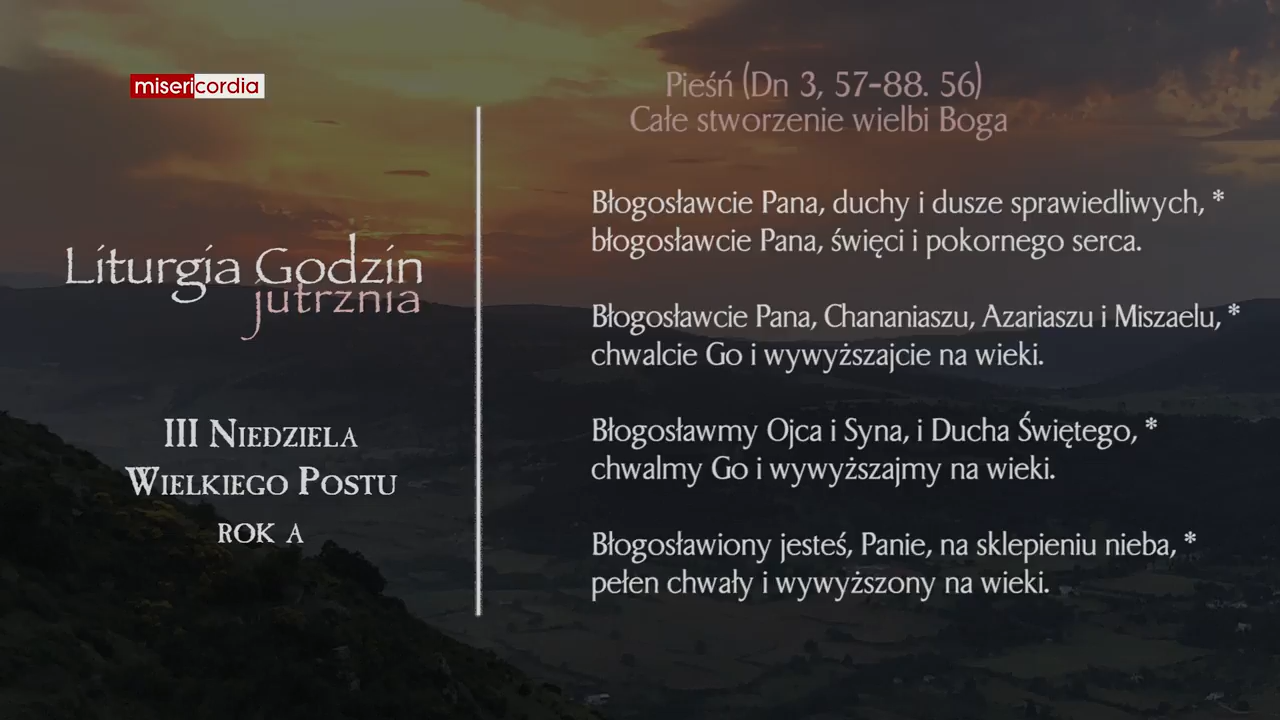 misericordia
Liturgia Godzin
jutrznia
III Niedziela
Wielkiego Postu
rok a
Pieśń (Dn 3, 57-88. 56)
Całe stworzenie wielbi Boga
Błogosławcie Pana, duchy i dusze sprawiedliwych, *
błogosławcie Pana, święci i pokornego serca.
Błogosławcie Pana, Chananiaszu, Azariaszu i Miszaelu, *
chwalcie Go i wywyższajcie na wieki.
Błogosławmy Ojca i Syna, i Ducha Świętego, *
chwalmy Go i wywyższajmy na wieki.
Błogosławiony jesteś, Panie, na sklepieniu nieba, *
pełen chwały i wywyższony na wieki.